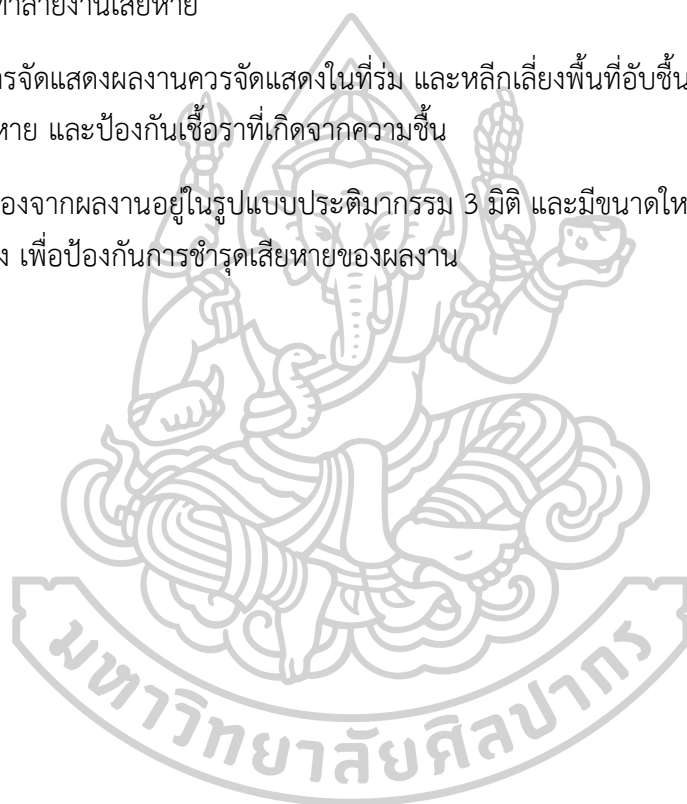 ทำลายงานเสียหาย
รจัดแสดงผลงานควรจัดแสดงในที่ร่ม และหลีกเลี่ยงพื้นที่อับชื้น
หาย และป้องกันเชื้อราที่เกิดจากความชื้น
องจากผลงานอยู่ในรูปแบบประติมากรรม 3 มิติ และมีขนาดให
ง เพื่อป้องกันการชำรุดเสียหายของผลงาน
มหาวิทยาลัยศิลปากร